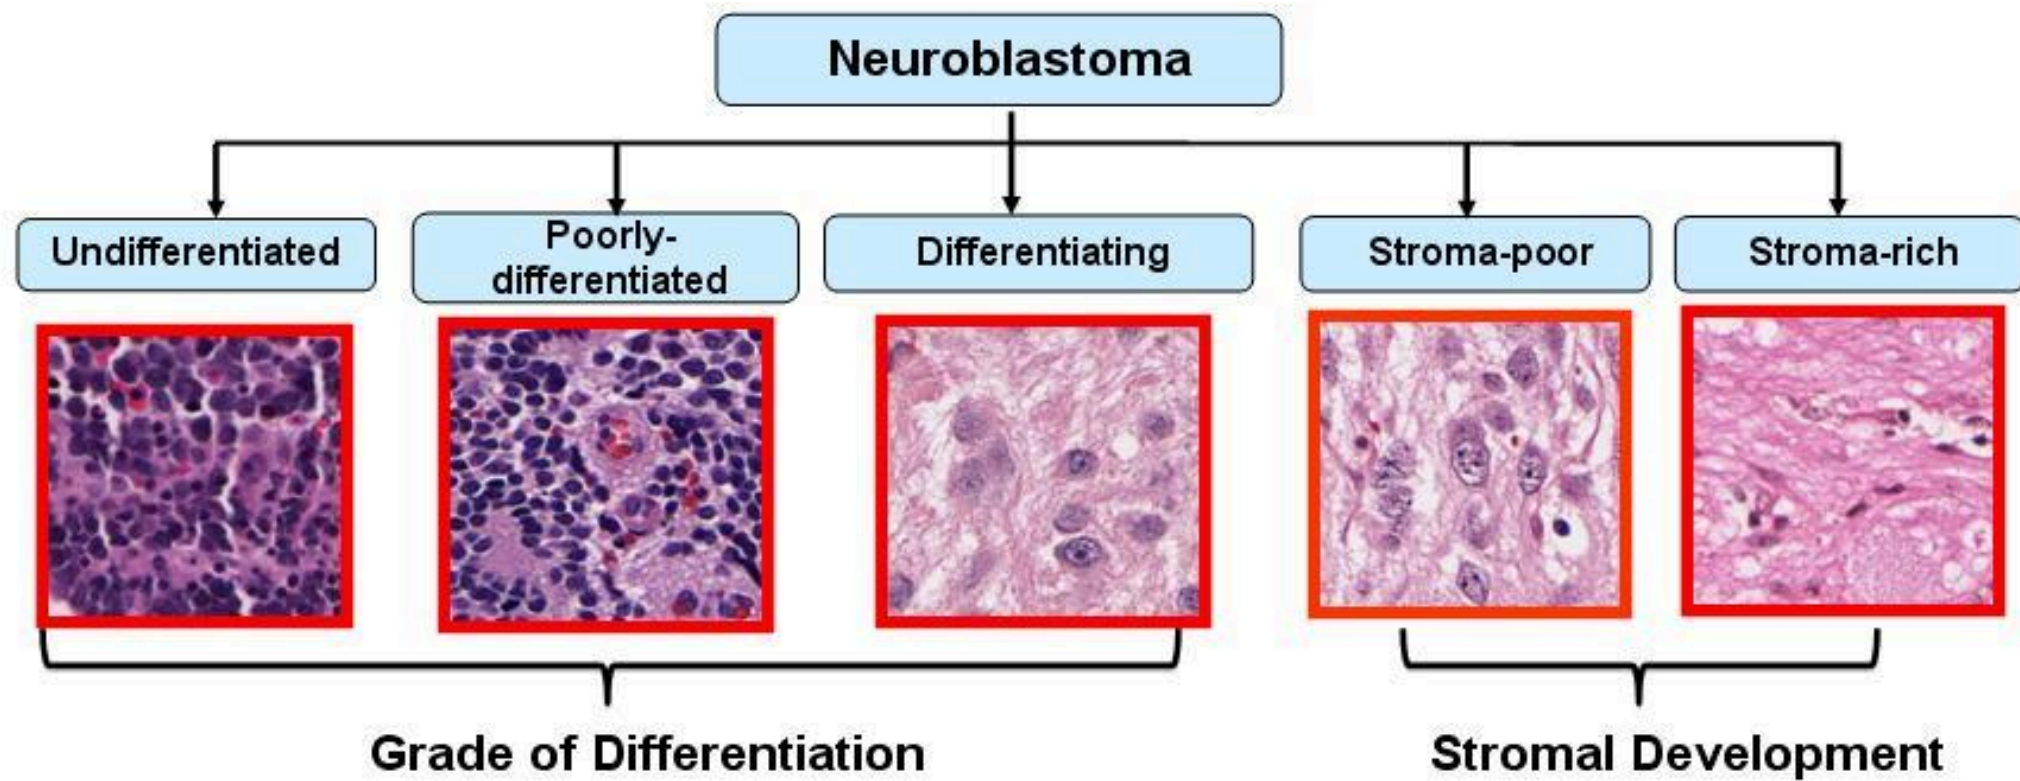 Neuroblastoma
Undifferentiated
Poorly-
differentiated
Differentiating
Stroma-poor
Stroma-rich
Grade of Differentiation
Stromal Development